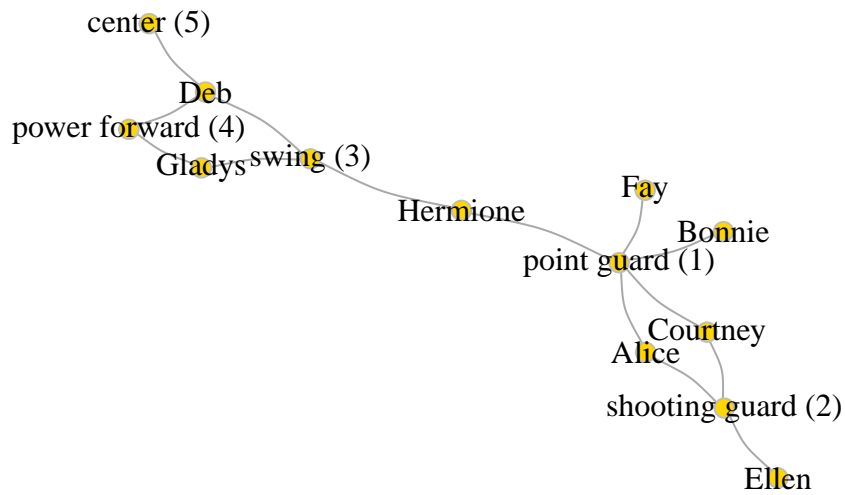 center (5)
Deb
power forward (4)
Gladys
swing (3)
Fay
Hermione
Bonnie
point guard (1)
Courtney
Alice
shooting guard (2)
Ellen